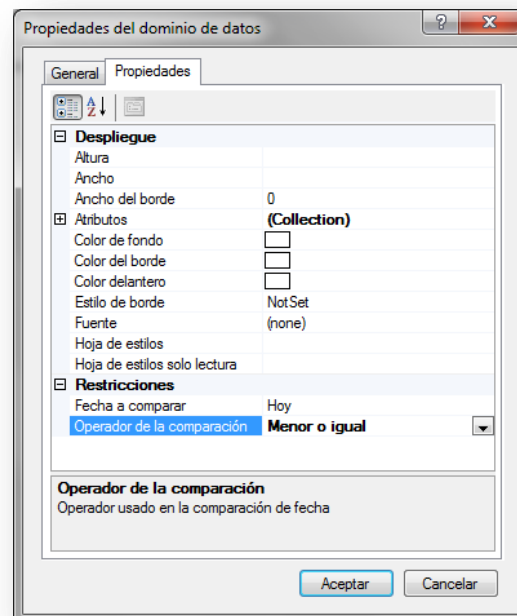 Propiedades del dominio de datos
General Propiedades
Despliegue
Altura
Ancho
Ancho del borde 0
Atributos (Collection)
Color de fondo
Color del borde
Color delantero
Estilo de borde NotSet
Fuente (none)
Hoja de estilos
Hoja de estilos solo lectura
Restricciones
Fecha a comparar Hoy
Operador de la comparación Menor o igual
Operador de la comparación
Operador usado en la comparación de fecha
Aceptar Cancelar